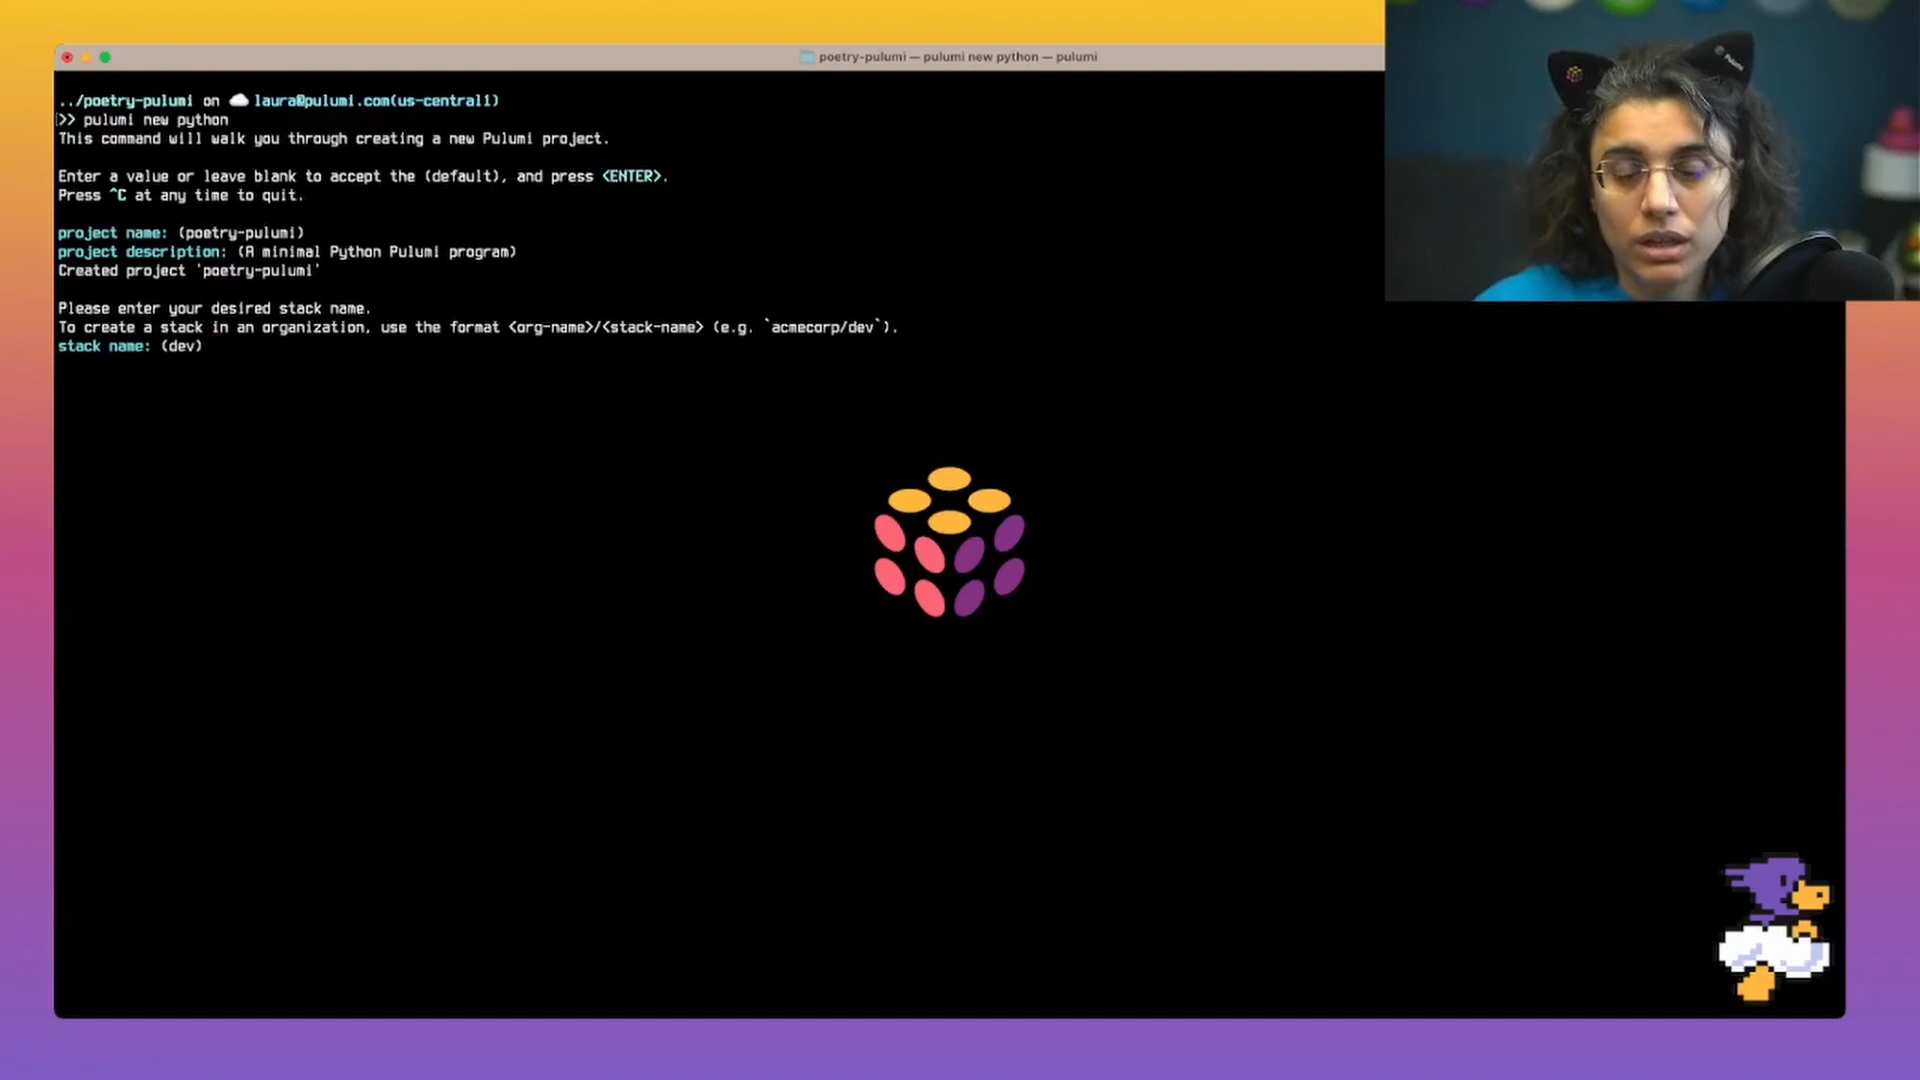 poetry-pulumi — pulumi new python — pulumi
../poetry-pulumi on laura@pulumi.com(us-central1)
>> pulumi new python
This command will walk you through creating a new Pulumi project.
Enter a value or leave blank to accept the (default), and press <ENTER>.
Press ^C at any time to quit.
project name: (poetry-pulumi)
project description: (A minimal Python Pulumi program)
Created project 'poetry-pulumi'
Please enter your desired stack name.
To create a stack in an organization, use the format <org-name>/<stack-name> (e.g. `acmecorp/dev`).
stack name: (dev)
Pulumi